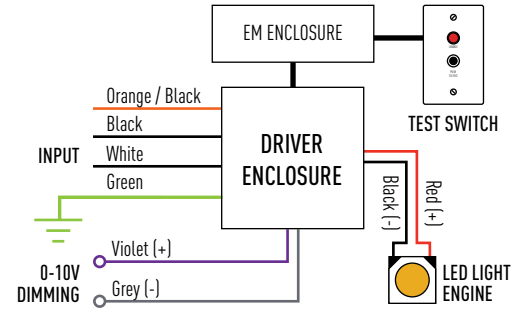 EM ENCLOSURE
TEST SWITCH
Orange / Black
Black
INPUT
White
Green
DRIVER
ENCLOSURE
Black (-)
Red (+)
Violet (+)
0-10V
DIMMING
Grey (-)
LED LIGHT
ENGINE